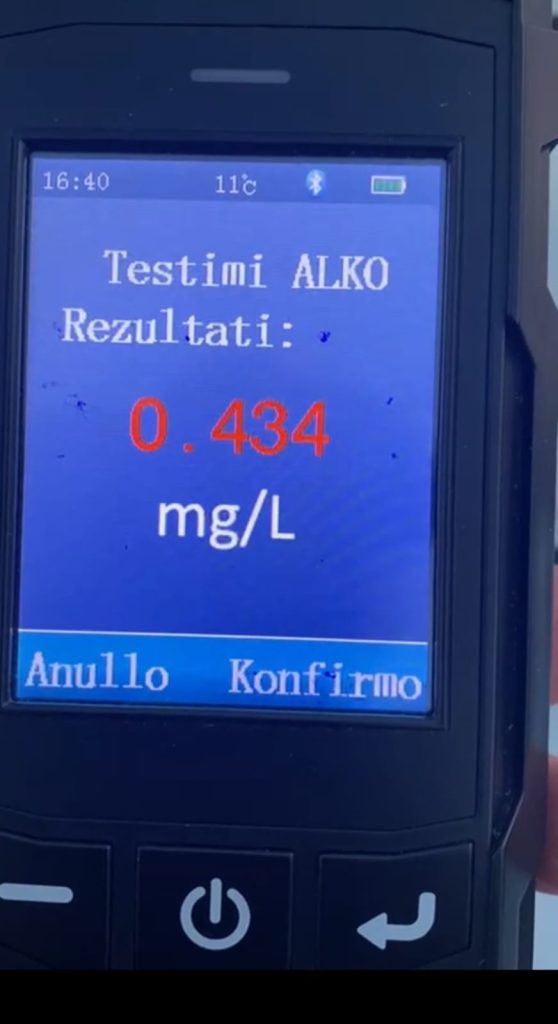 16:40 11℃
Testimi ALKO
Rezultati:
0.434
mg/L
Anullo Konfirmo